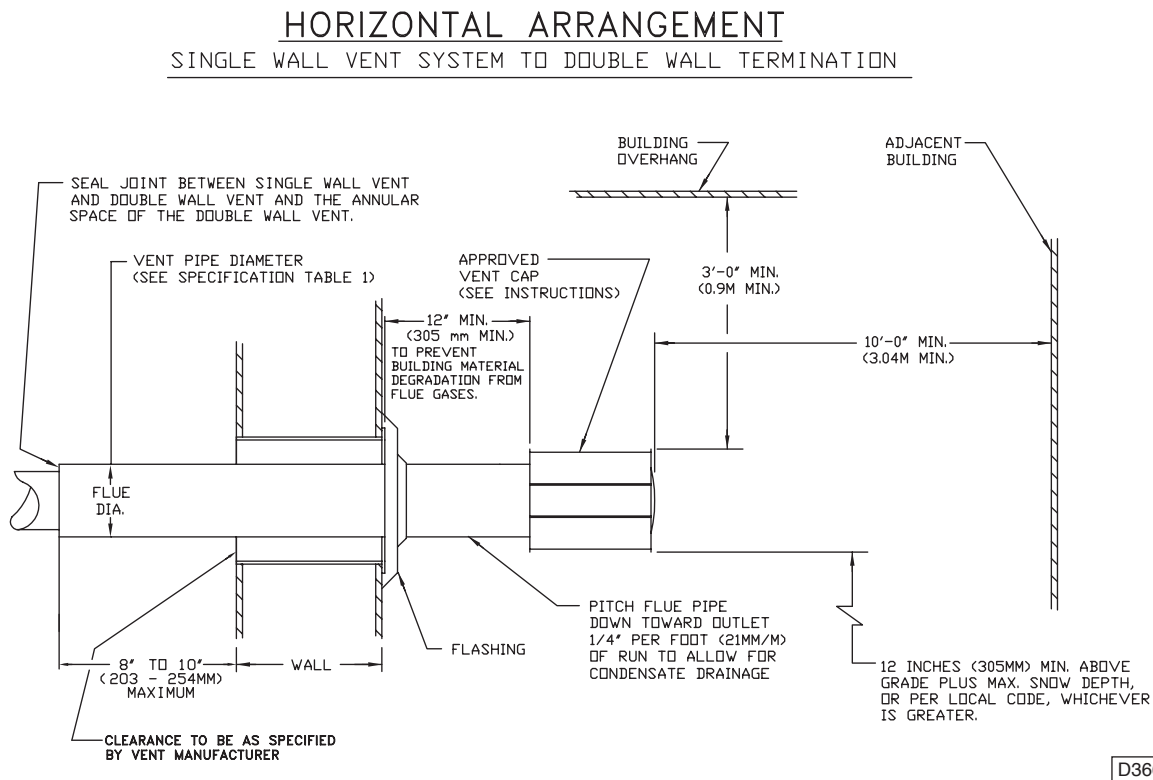 HORIZONTAL ARRANGEMENT
SINGLE WALL VENT SYSTEM TO DOUBLE WALL TERMINATION
BUILDING
OVERHANG
ADJACENT
BUILDING
SEAL JOINT BETWEEN SINGLE WALL VENT
AND DOUBLE WALL VENT AND THE ANNULAR
SPACE OF THE DOUBLE WALL VENT.
VENT PIPE DIAMETER
(SEE SPECIFICATION TABLE 1)
APPROVED
VENT CAP
(SEE INSTRUCTIONS)
3'-0" MIN.
(0.9M MIN.)
12" MIN.
(305 mm MIN.)
TO PREVENT
BUILDING MATERIAL
DEGRADATION FROM
FLUE GASES.
10'-0" MIN.
(3.04M MIN.)
FLUE
DIA.
PITCH FLUE PIPE
DOWN TOWARD OUTLET
1/4" PER FOOT (21MM/M)
OF RUN TO ALLOW FOR
CONDENSATE DRAINAGE
FLASHING
8" TO 10"
(203 - 254MM)
MAXIMUM
WALL
12 INCHES (305MM) MIN. ABOVE
GRADE PLUS MAX. SNOW DEPTH,
OR PER LOCAL CODE, WHICHEVER
IS GREATER.
CLEARANCE TO BE AS SPECIFIED
BY VENT MANUFACTURER